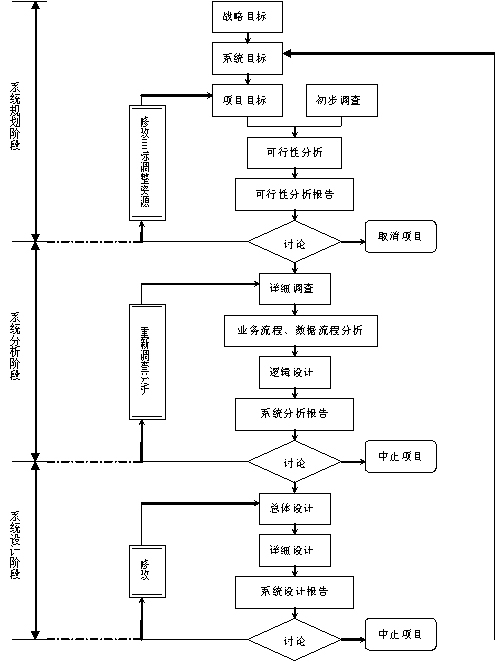 战略目标
系统目标
项目目标
初步调查
可行性分析
可行性分析报告
讨论
取消项目
修改目标调整资源
系统规划阶段
详细调查
业务流程、数据流程分析
逻辑设计
系统分析报告
讨论
中止项目
重新调查
系统分析阶段
总体设计
详细设计
系统设计报告
讨论
中止项目
修改
系统设计阶段